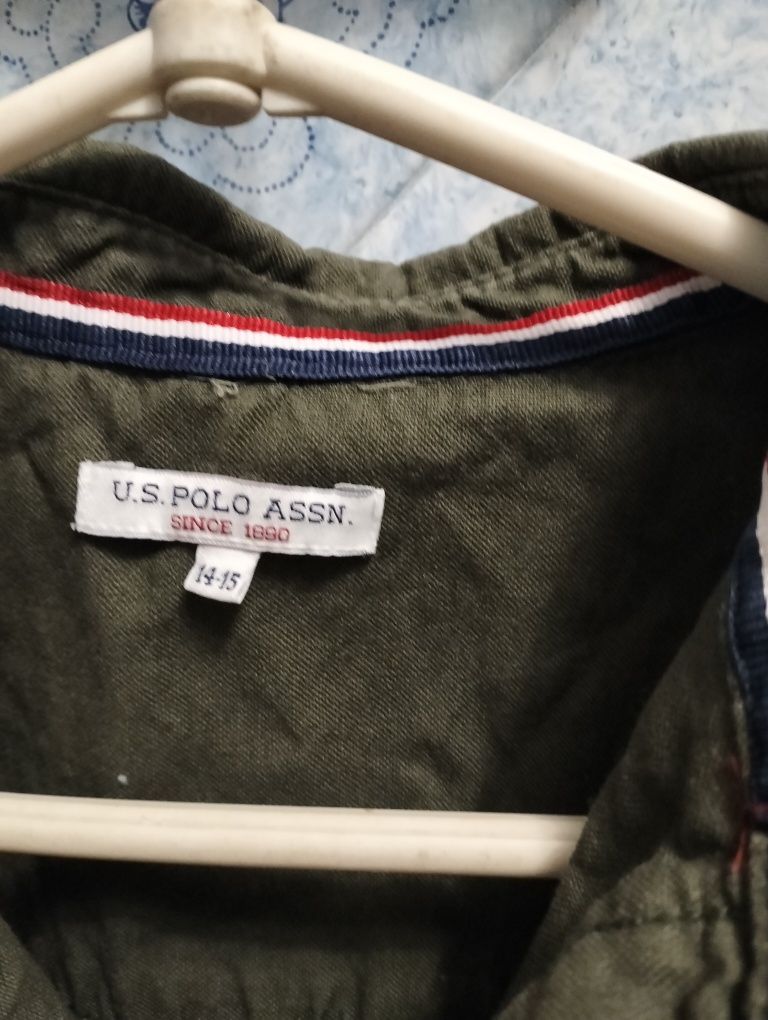 U.S. POLO ASSN.
SINCE 1890
14-15